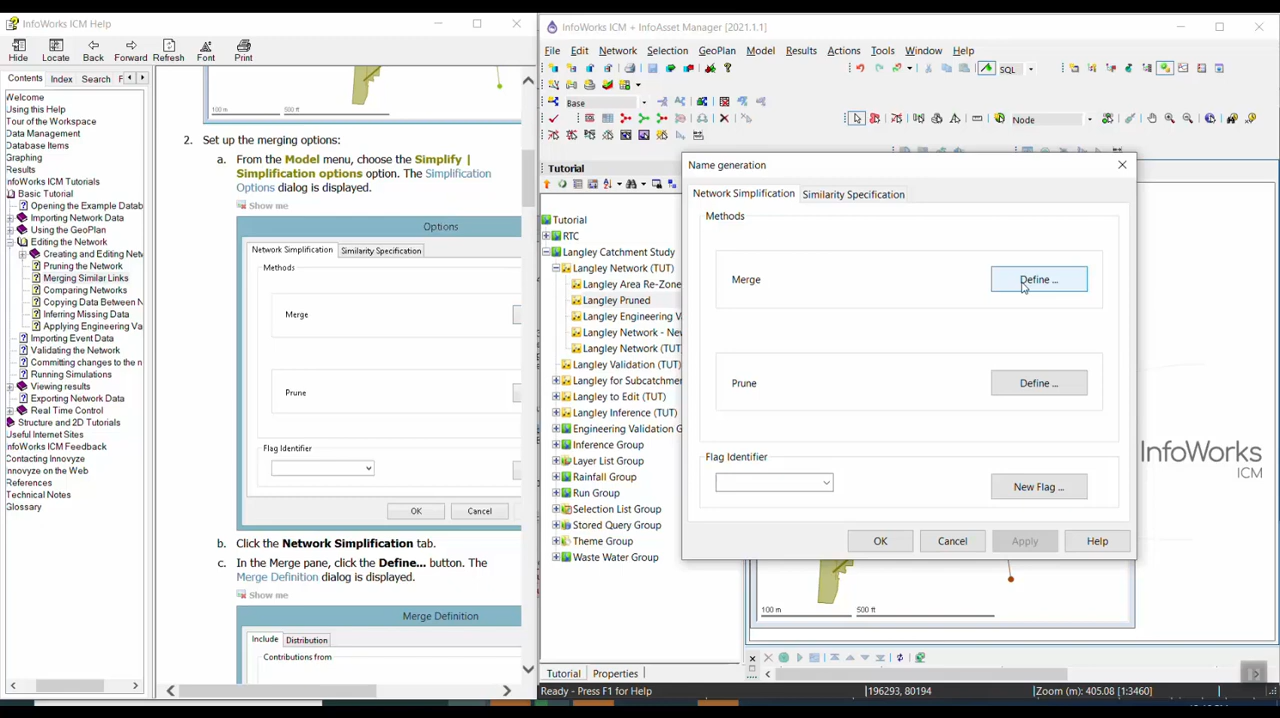 InfoWorks ICM Help
Hide Locate Back Forward Refresh Font Print
Contents Index Search
Welcome
Using this Help
Tour of the Workspace
Data Management
Database Items
Graphing
Results
InfoWorks ICM Tutorials
Basic Tutorial
Opening the Example Datab
Importing Network Data
Using the GeoPlan
Editing the Network
Creating and Editing Net
Pruning the Network
Merging Similar Links
Comparing Networks
Copying Data Between N
Inferring Missing Data
Applying Engineering Va
Importing Event Data
Validating the Network
Committing changes to the n
Running Simulations
Viewing results
Exporting Network Data
Real Time Control
Structure and 2D Tutorials
Useful Internet Sites
InfoWorks ICM Feedback
Contacting Innovyze
Innovyze on the Web
References
Technical Notes
Glossary
100 m 500 ft
2. Set up the merging options:
a. From the Model menu, choose the Simplify |
Simplification options option. The Simplification
Options dialog is displayed.
Show me
Options
Network Simplification Similarity Specification
Methods
Merge
Prune
Flag Identifier
OK Cancel
b. Click the Network Simplification tab.
c. In the Merge pane, click the Define... button. The
Merge Definition dialog is displayed.
Show me
Merge Definition
Include Distribution
Contributions from
InfoWorks ICM + InfoAsset Manager [2021.1.1]
File Edit Network Selection GeoPlan Model Results Actions Tools Window Help
SQL
Base
Node
Tutorial
Tutorial
RTC
Langley Catchment Study
Langley Network (TUT)
Langley Area Re-Zone
Langley Pruned
Langley Engineering V
Langley Network - Nev
Langley Network (TUT
Langley Validation (TUT)
Langley for Subcatchme
Langley to Edit (TUT)
Langley Inference (TUT)
Engineering Validation G
Inference Group
Layer List Group
Rainfall Group
Run Group
Selection List Group
Stored Query Group
Theme Group
Waste Water Group
Tutorial Properties
Name generation
Network Simplification Similarity Specification
Methods
Merge Define ...
Prune Define ...
Flag Identifier
New Flag ...
OK Cancel Apply Help
InfoWorks
ICM
100 m 500 ft
Ready - Press F1 for Help 196293, 80194 Zoom (m): 405.08 [1:3460]